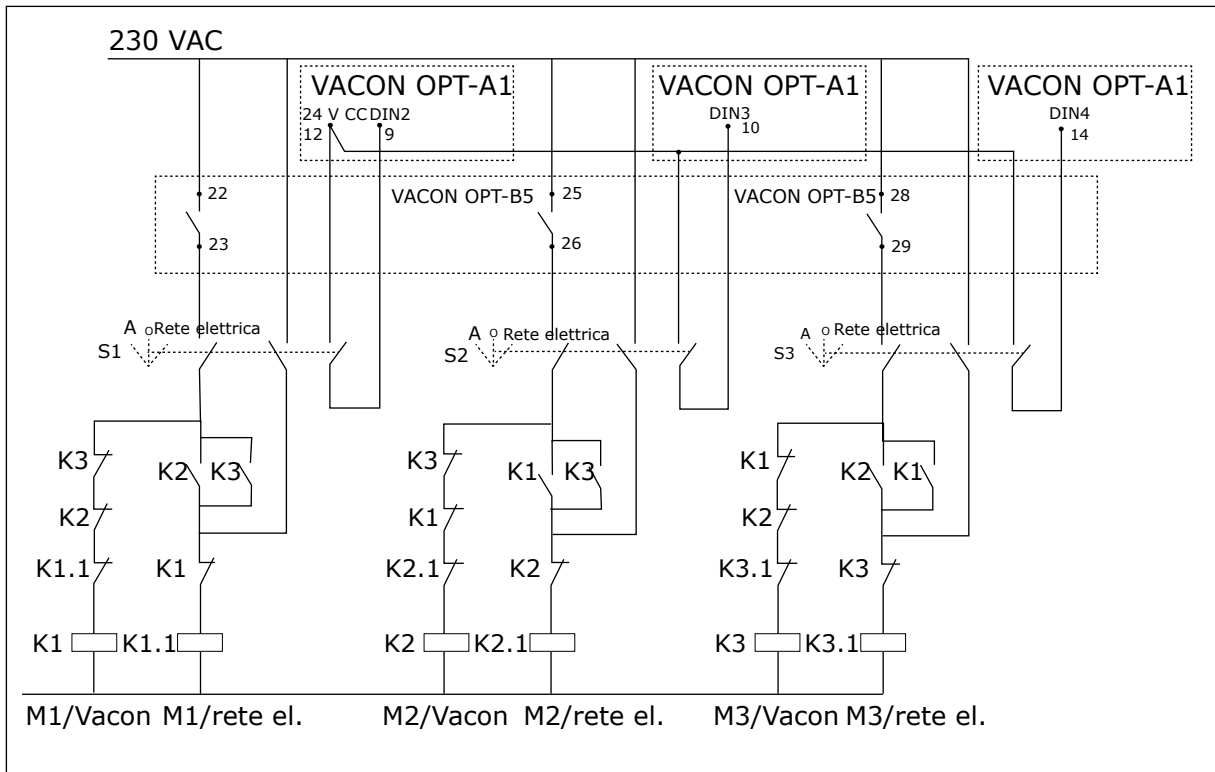 230 VAC
VACON OPT-A1
VACON OPT-A1
VACON OPT-A1
24 V CC DIN2
DIN3
DIN4
12
9
10
14
22
VACON OPT-B5
25
VACON OPT-B5
28
23
26
29
A
O
Rete elettrica
A
O
Rete elettrica
A
O
Rete elettrica
S1
S2
S3
K3
K2
K3
K3
K1
K3
K1
K2
K1
K2
K1
K2
K1.1
K1
K2.1
K2
K3.1
K3
K1
K1.1
K2
K2.1
K3
K3.1
M1/Vacon
M1/rete el.
M2/Vacon
M2/rete el.
M3/Vacon
M3/rete el.